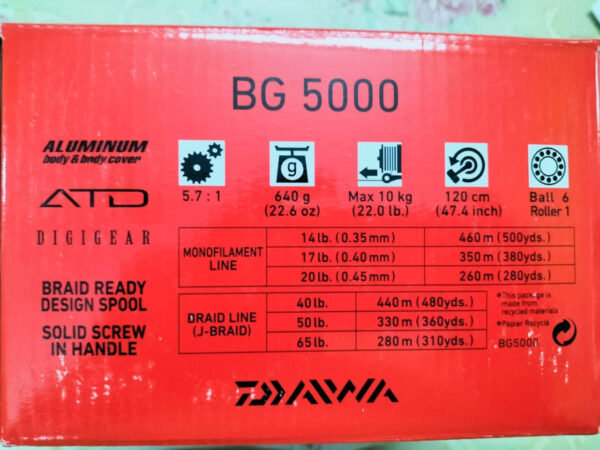 BG 5000
ALUMINUM
body & body cover
ATD
DIGIGEAR
BRAID READY
DESIGN SPOOL
SOLID SCREW
IN HANDLE
g
5.7 : 1
640 g
(22.6 oz)
Max 10 kg
(22.0 lb.)
120 cm
(47.4 inch)
Ball 6
Roller 1
MONOFILAMENT
LINE
14 lb. (0.35 mm) 460 m (500yds.)
17 lb. (0.40 mm) 350 m (380yds.)
20 lb. (0.45 mm) 260 m (280yds.)
BRAID LINE
(J-BRAID)
40 lb. 440 m (480yds.)
50 lb. 330 m (360yds.)
65 lb. 280 m (310yds.)
*This package is
made from
recycled materials
*Papier Recyclé
BG5000
DAIWA